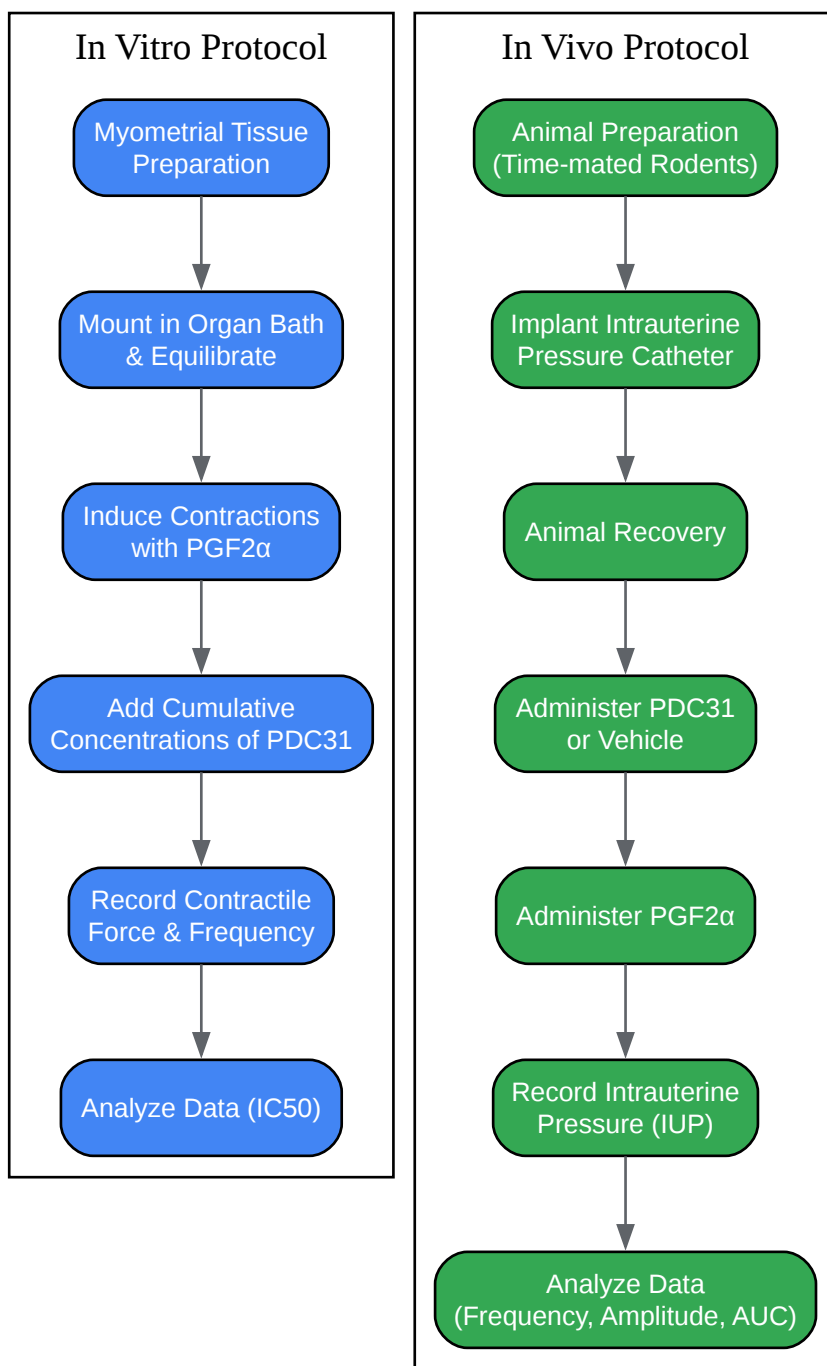 In Vitro Protocol
Myometrial Tissue
Preparation
Mount in Organ Bath
& Equilibrate
Induce Contractions
with PGF2α
Add Cumulative
Concentrations of PDC31
Record Contractile
Force & Frequency
Analyze Data (IC50)
In Vivo Protocol
Animal Preparation
(Time-mated Rodents)
Implant Intrauterine
Pressure Catheter
Animal Recovery
Administer PDC31
or Vehicle
Administer PGF2α
Record Intrauterine
Pressure (IUP)
Analyze Data
(Frequency, Amplitude, AUC)